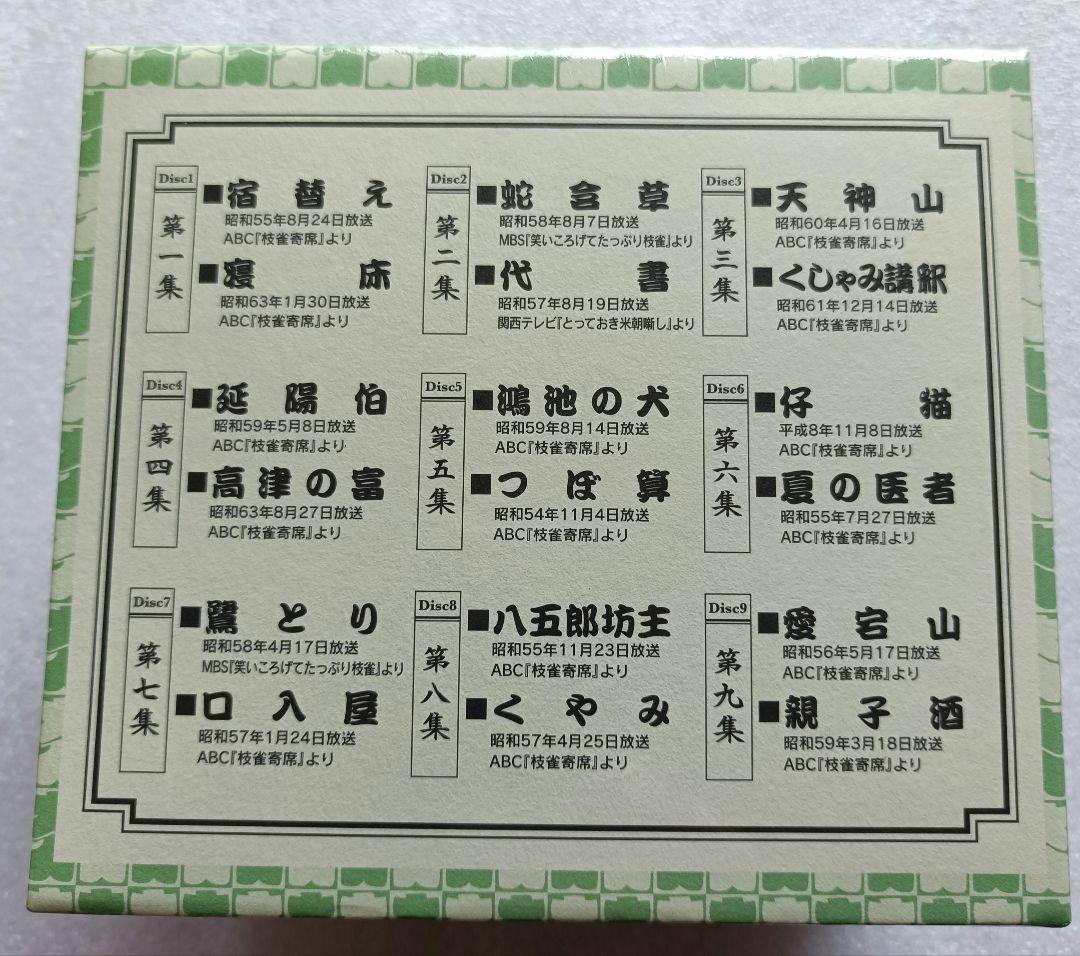 Disc1
第一集
■宿替え
昭和55年8月24日放送
ABC『枝雀寄席』より
■寝床
昭和63年1月30日放送
ABC『枝雀寄席』より
Disc2
第二集
■蛇含草
昭和58年8月7日放送
MBS『笑いころげてたっぷり枝雀』より
■代書
昭和57年8月19日放送
関西テレビ『とっておき米朝噺し』より
Disc3
第三集
■天神山
昭和60年4月16日放送
ABC『枝雀寄席』より
■くしゃみ講釈
昭和61年12月14日放送
ABC『枝雀寄席』より
Disc4
第四集
■延陽伯
昭和59年5月8日放送
ABC『枝雀寄席』より
■高津の富
昭和63年8月27日放送
ABC『枝雀寄席』より
Disc5
第五集
■鴻池の犬
昭和59年8月14日放送
ABC『枝雀寄席』より
■つぼ算
昭和54年11月4日放送
ABC『枝雀寄席』より
Disc6
第六集
■仔猫
平成8年11月8日放送
ABC『枝雀寄席』より
■夏の医者
昭和55年7月27日放送
ABC『枝雀寄席』より
Disc7
第七集
■鷺とり
昭和58年4月17日放送
MBS『笑いころげてたっぷり枝雀』より
■口入屋
昭和57年1月24日放送
ABC『枝雀寄席』より
Disc8
第八集
■八五郎坊主
昭和55年11月23日放送
ABC『枝雀寄席』より
■くやみ
昭和57年4月25日放送
ABC『枝雀寄席』より
Disc9
第九集
■愛宕山
昭和56年5月17日放送
ABC『枝雀寄席』より
■親子酒
昭和59年3月18日放送
ABC『枝雀寄席』より